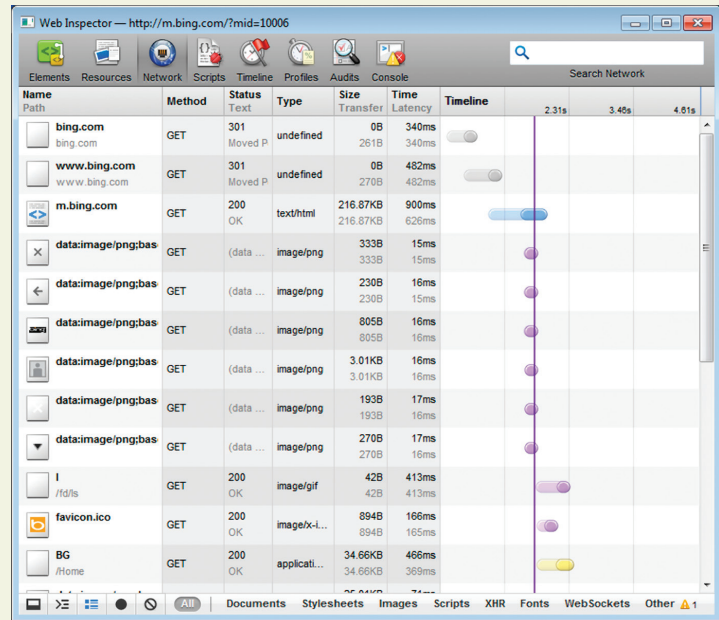 Web Inspector — http://m.bing.com/?mid=10006
Elements Resources Network Scripts Timeline Profiles Audits Console
Search Network
Name Path Method Status Text Type Size Transfer Time Latency Timeline 2.31s 3.46s 4.61s
bing.com GET 301 undefined 0B 340ms
bing.com Moved P 261B 340ms
www.bing.com GET 301 undefined 0B 482ms
www.bing.com Moved P 270B 482ms
m.bing.com GET 200 text/html 216.87KB 900ms
OK 216.87KB 626ms
data:image/png;bas GET (data ... image/png 333B 15ms
333B 15ms
data:image/png;bas GET (data ... image/png 230B 16ms
230B 15ms
data:image/png;bas GET (data ... image/png 805B 16ms
805B 16ms
data:image/png;bas GET (data ... image/png 3.01KB 16ms
3.01KB 16ms
data:image/png;bas GET (data ... image/png 193B 17ms
193B 16ms
data:image/png;bas GET (data ... image/png 270B 17ms
270B 16ms
l GET 200 image/gif 42B 413ms
/fd/ls OK 42B 413ms
favicon.ico GET 200 image/x-i... 894B 166ms
OK 894B 165ms
BG GET 200 applicati... 34.66KB 466ms
/Home OK 34.66KB 369ms
All Documents Stylesheets Images Scripts XHR Fonts WebSockets Other 1